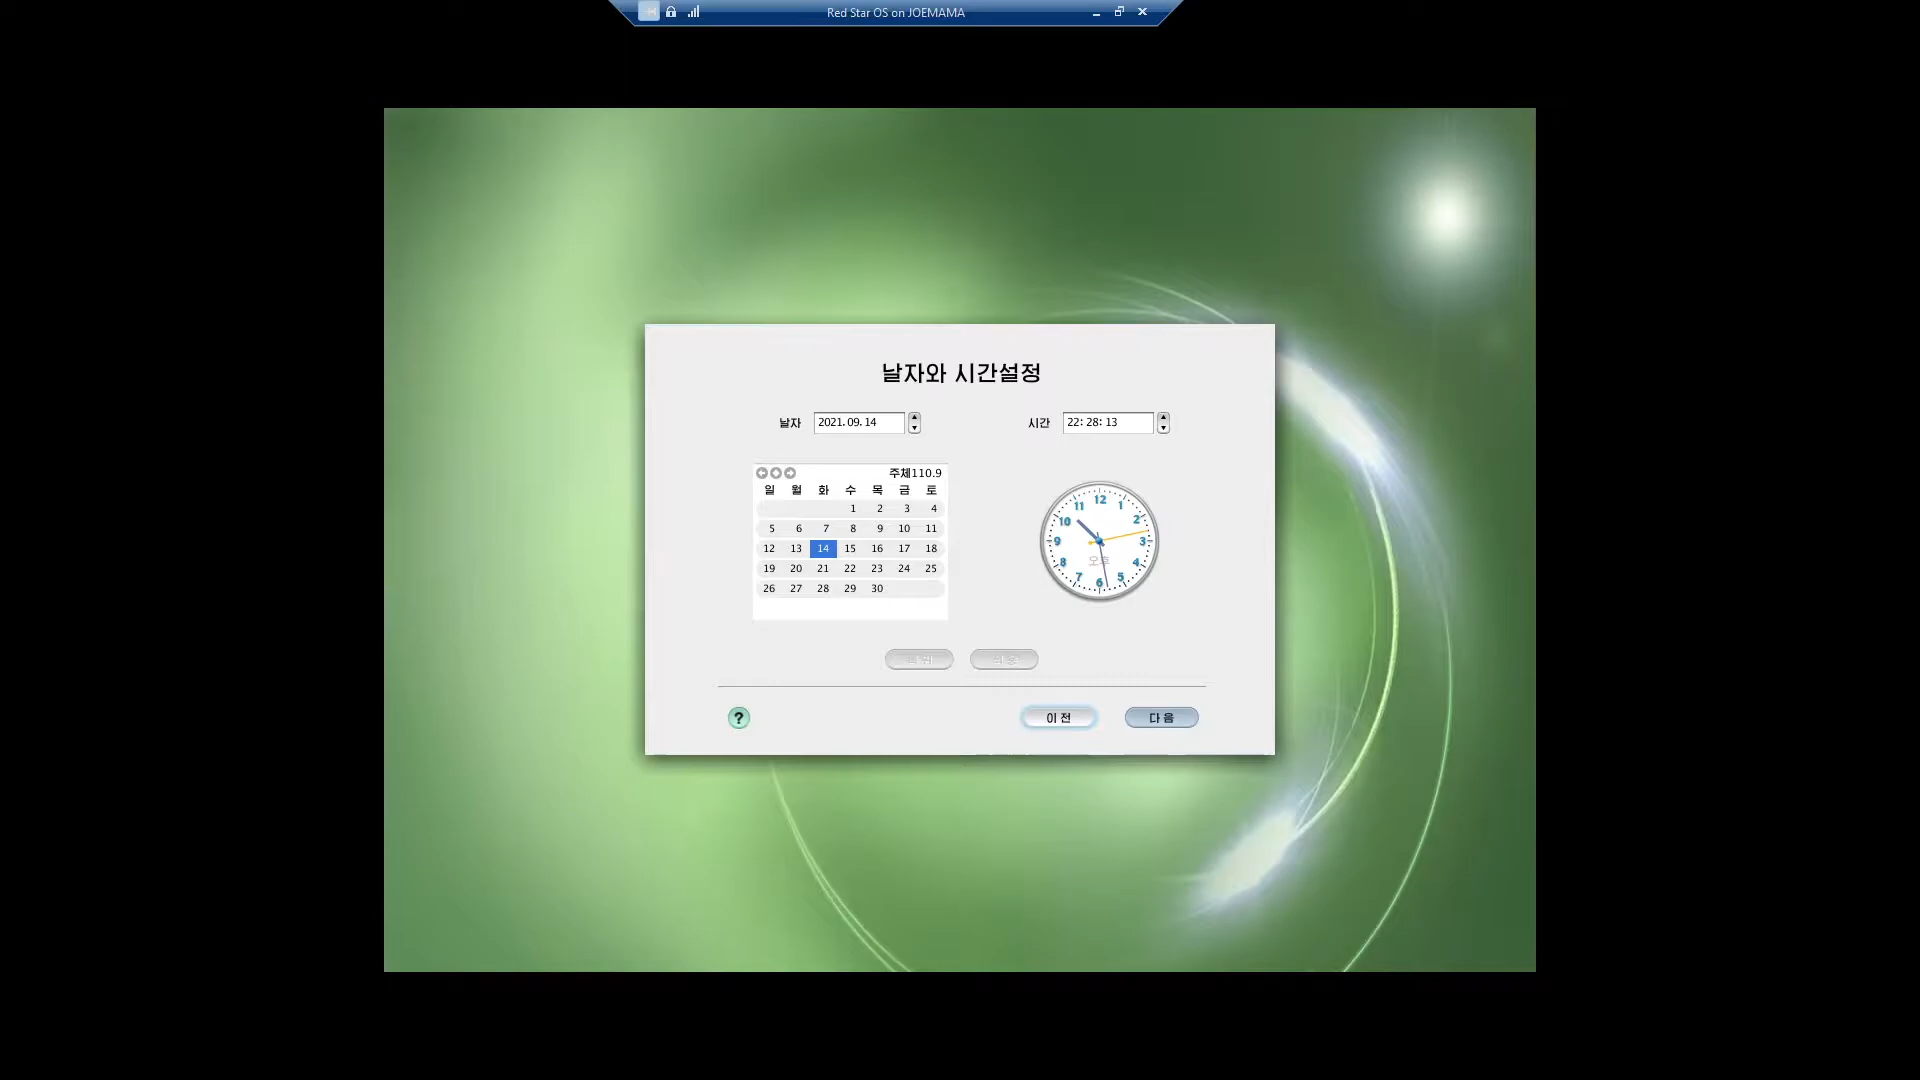 Red Star OS on JOEMAMA
날자와 시간설정
날자 2021.09.14 시간 22:28:13
주체110.9
일 월 화 수 목 금 토
1 2 3 4
5 6 7 8 9 10 11
12 13 14 15 16 17 18
19 20 21 22 23 24 25
26 27 28 29 30
12 1 2 3 4 5 6 7 8 9 10 11
오후
? 이전 다음